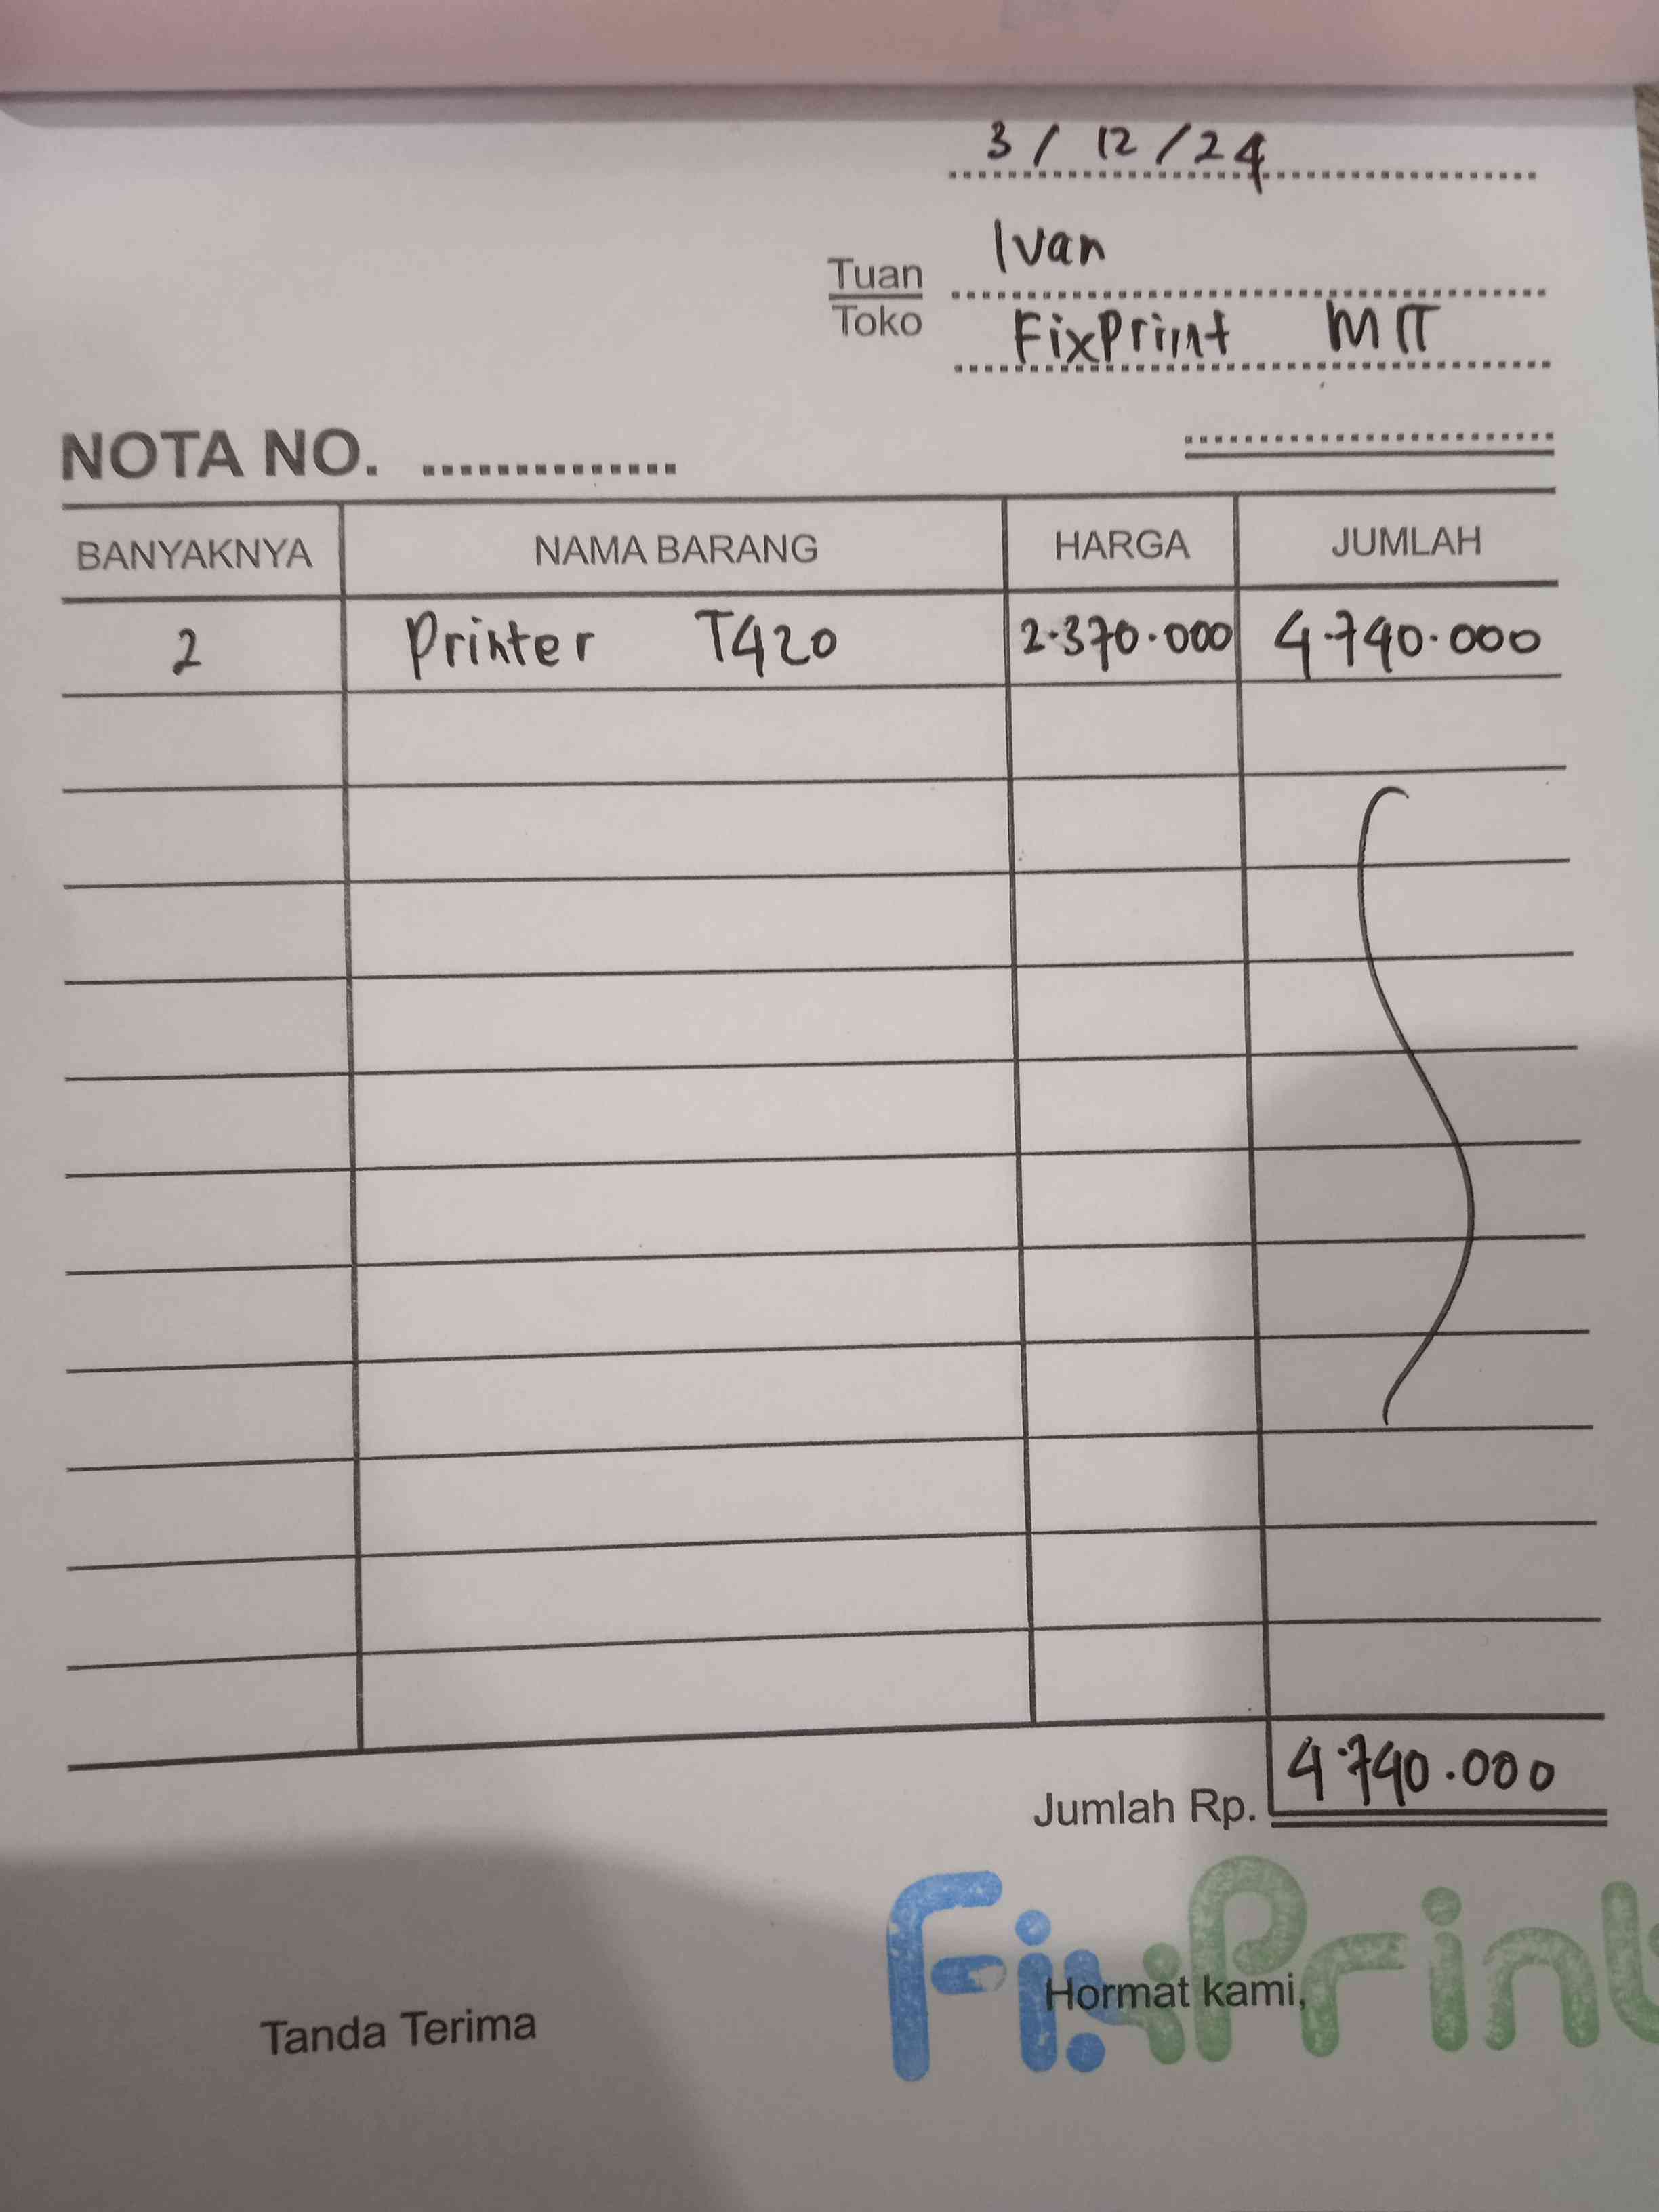 3 / 12 / 24
Tuan Ivan
Toko FixPrint MIT
NOTA NO. ..............
BANYAKNYA NAMA BARANG HARGA JUMLAH
2 Printer T420 2.370.000 4.740.000
Jumlah Rp. 4.740.000
FixPrint
Tanda Terima Hormat kami,